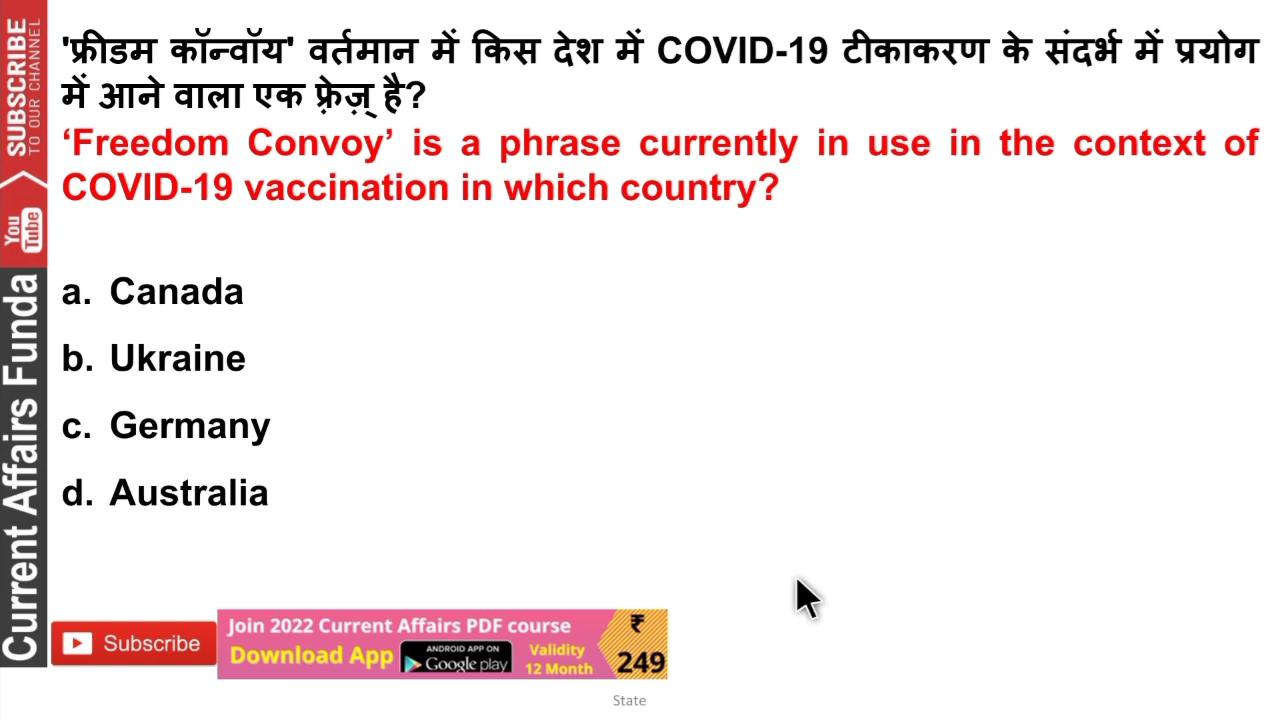 'फ्रीडम कॉन्वॉय' वर्तमान में किस देश में COVID-19 टीकाकरण के संदर्भ में प्रयोग
में आने वाला एक फ़्रेज़् है?
‘Freedom Convoy’ is a phrase currently in use in the context of
COVID-19 vaccination in which country?
a. Canada
b. Ukraine
c. Germany
d. Australia
SUBSCRIBE
TO OUR CHANNEL
You
Tube
Current Affairs Funda
Subscribe
Join 2022 Current Affairs PDF course
Download App
ANDROID APP ON
Google play
Validity
12 Month
₹
249
State